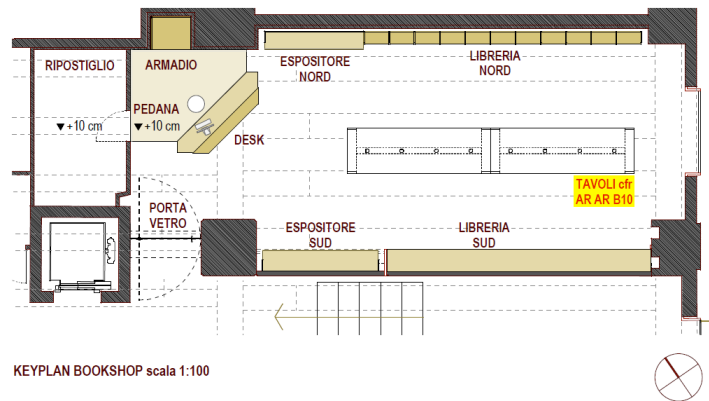 RIPOSTIGLIO
ARMADIO
ESPOSITORE
NORD
LIBRERIA
NORD
PEDANA
▼+10 cm
▼+10 cm
DESK
TAVOLI cfr
AR AR B10
PORTA
VETRO
ESPOSITORE
SUD
LIBRERIA
SUD
KEYPLAN BOOKSHOP scala 1:100